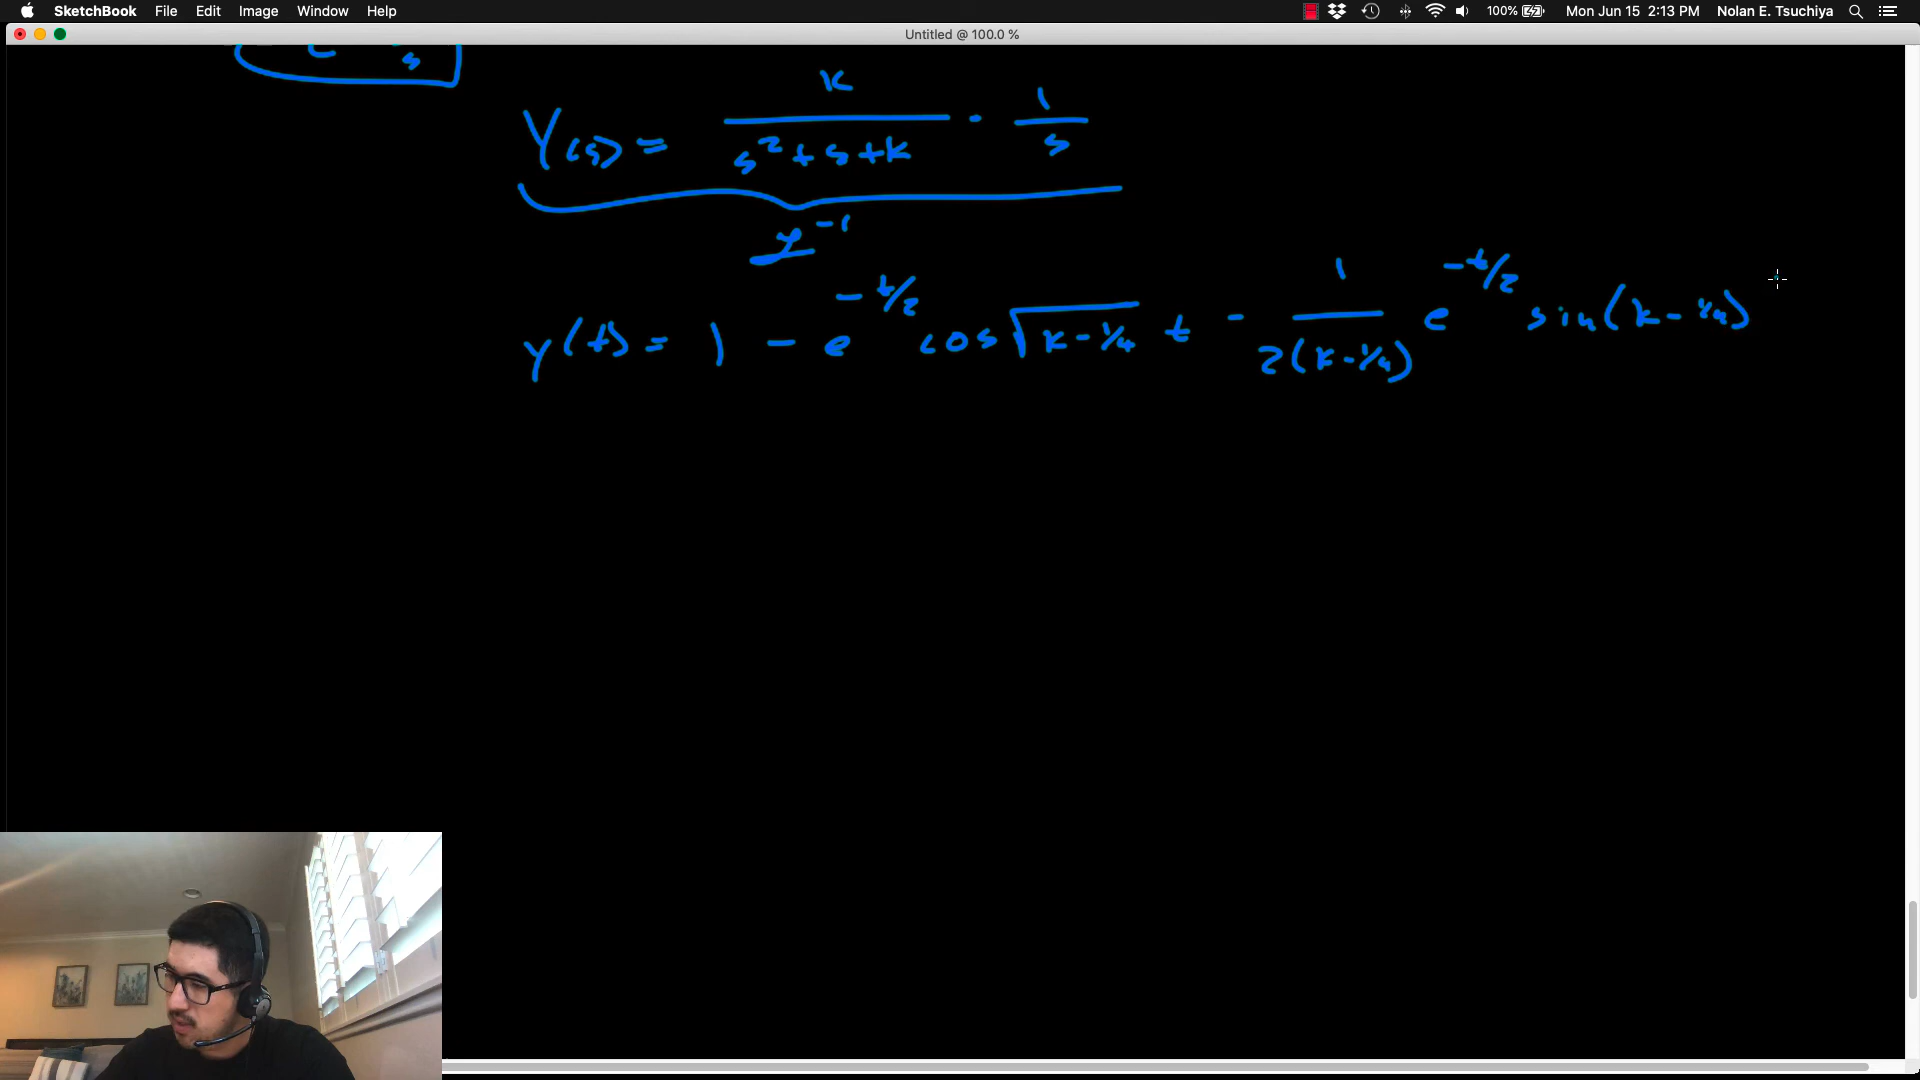 SketchBook File Edit Image Window Help 100% Mon Jun 15 2:13 PM Nolan E. Tsuchiya
Untitled @ 100.0 %
s
Y(s) = K / (s² + s + K) · 1 / s
ℒ⁻¹
y(t) = 1 - e^(-t/2) cos √(K - 1/4) t - 1 / (2(K - 1/4)) e^(-t/2) sin(K - 1/4)